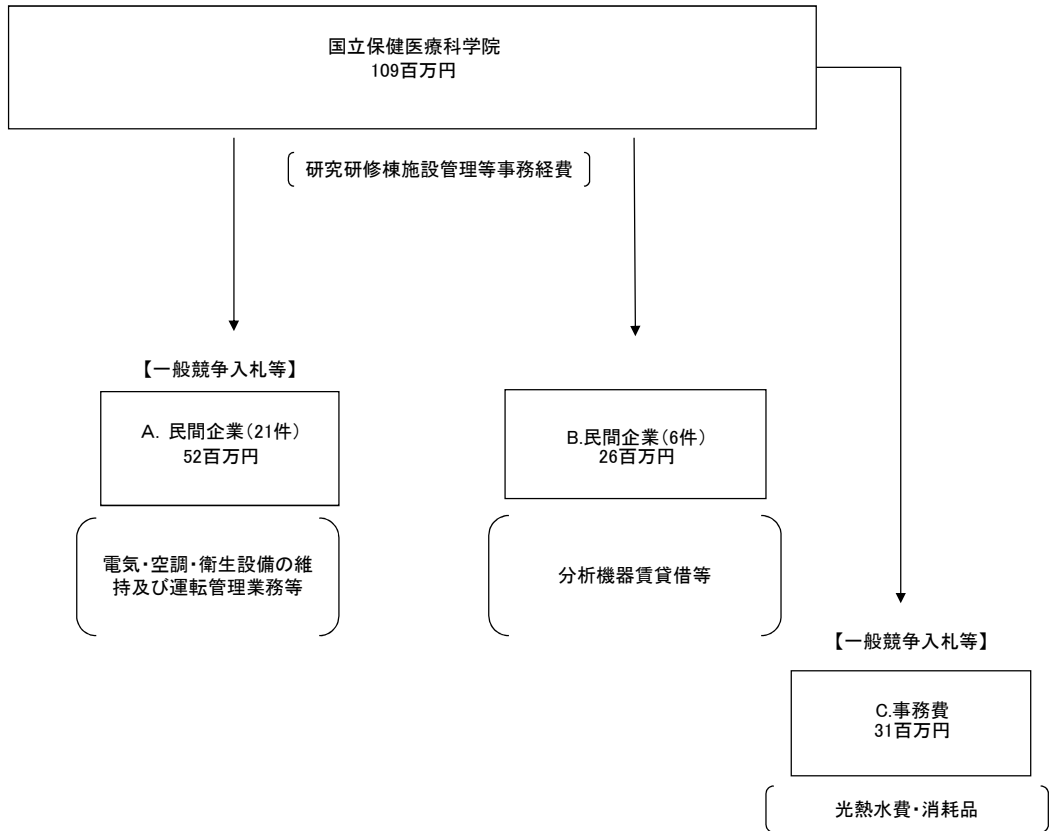 国立保健医療科学院
109百万円
研究研修棟施設管理等事務経費
【一般競争入札等】
A. 民間企業(21件)
52百万円
B.民間企業(6件)
26百万円
電気・空調・衛生設備の維
持及び運転管理業務等
分析機器賃貸借等
【一般競争入札等】
C.事務費
31百万円
光熱水費・消耗品